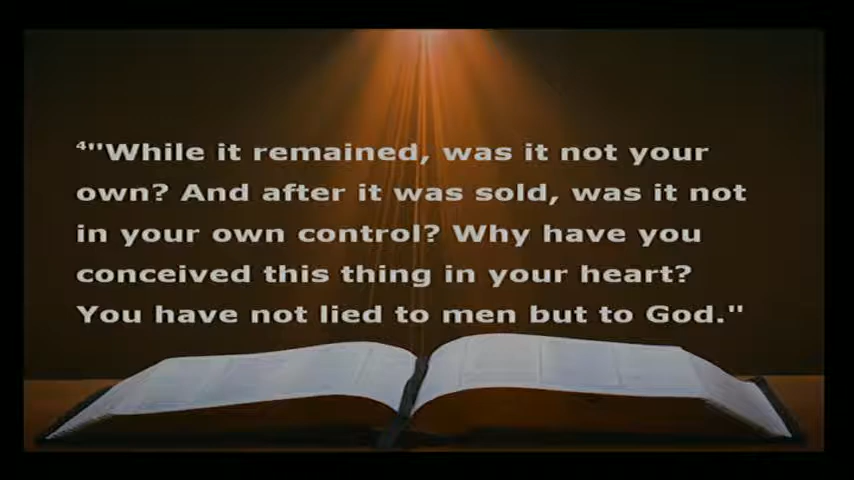 ⁴"While it remained, was it not your
own? And after it was sold, was it not
in your own control? Why have you
conceived this thing in your heart?
You have not lied to men but to God."